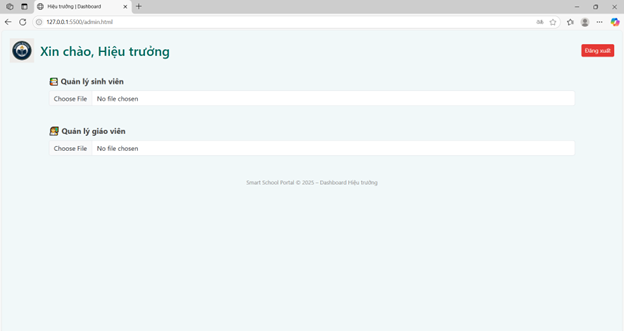 Hiệu trưởng | Dashboard
127.0.0.1:5500/admin.html
Xin chào, Hiệu trưởng
Đăng xuất
Quản lý sinh viên
Choose File No file chosen
Quản lý giáo viên
Choose File No file chosen
Smart School Portal © 2025 – Dashboard Hiệu trưởng